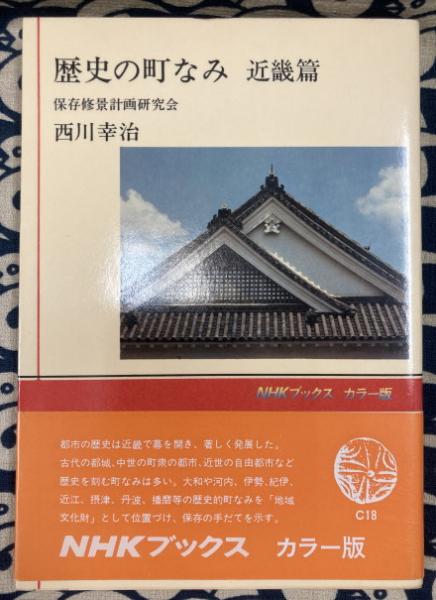 歴史の町なみ 近畿篇
保存修景計画研究会
西川幸治
NHKブックス カラー版
都市の歴史は近畿で幕を開き、著しく発展した。
古代の都城、中世の町衆の都市、近世の自由都市など
歴史を刻む町なみは多い。大和や河内、伊勢、紀伊、
近江、摂津、丹波、播磨等の歴史的町なみを「地域
文化財」として位置づけ、保存の手だてを示す。
C18
NHKブックス カラー版